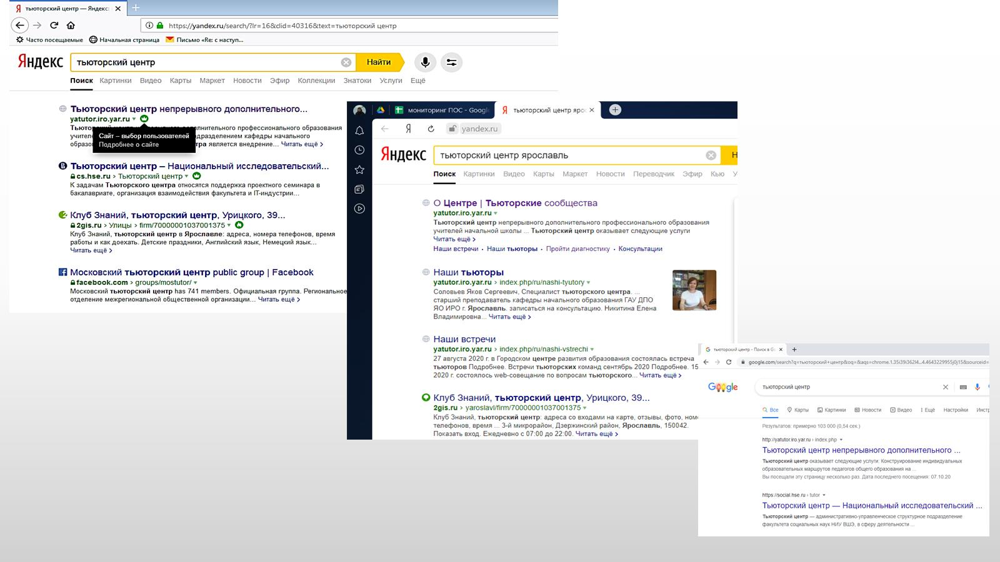 тьюторский центр — Яндекс:
https://yandex.ru/search/?lr=16&clid=40316&text=тьюторский центр
Часто посещаемые Начальная страница Письмо «Re: с наступ...
Яндекс тьюторский центр Найти
Поиск Картинки Видео Карты Маркет Новости Эфир Коллекции Знатоки Услуги Ещё
Тьюторский центр непрерывного дополнительного...
yatutor.iro.yar.ru
дополнительного профессионального образования
Сайт – выбор пользователей
Подробнее о сайте
подразделением кафедры начального
является внедрение... Читать ещё >
Тьюторский центр – Национальный исследовательский...
cs.hse.ru › Тьюторский центр
К задачам Тьюторского центра относятся поддержка проектного семинара в
бакалавриате, организация взаимодействия факультета и IT-индустрии...
Клуб Знаний, тьюторский центр, Урицкого, 39...
2gis.ru › Улицы › firm/70000001037001375
Клуб Знаний, тьюторский центр в Ярославле: адреса, номера телефонов, время
работы и как доехать. Детские праздники, Английский язык, Немецкий язык...
Читать ещё >
Московский тьюторский центр public group | Facebook
facebook.com › groups/mostutor/
Московский тьюторский центр has 741 members. Официальная группа. Региональное
отделение межрегиональной общественной организации... Читать ещё >
мониторинг ПОС - Googl тьюторский центр ярос
Я yandex.ru
Яндекс тьюторский центр ярославль Н
Поиск Картинки Видео Карты Маркет Новости Переводчик Эфир Кью У
О Центре | Тьюторские сообщества
yatutor.iro.yar.ru
Тьюторский центр непрерывного дополнительного профессионального образования
учителей начальной школы ... Тьюторский центр оказывает следующие услуги
Читать ещё >
Наши встречи · Наши тьюторы · Пройти диагностику · Консультации
Наши тьюторы
yatutor.iro.yar.ru › index.php/ru/nashi-tyutory
Соловьев Яков Сергеевич, Специалист тьюторского центра. ...
старший преподаватель кафедры начального образования ГАУ ДПО
ЯО ИРО г. Ярославль. записаться на консультацию. Никитина Елена
Владимировна... Читать ещё >
Наши встречи
yatutor.iro.yar.ru › index.php/ru/nashi-vstrechi
27 августа 2020 г. в Городском центре развития образования состоялась встреча
тьюторов Подробнее. Встречи тьюторских команд сентябрь 2020 Подробнее. 15
2020 г. состоялось web-совещание по вопросам тьюторского... Читать ещё >
Клуб Знаний, тьюторский центр, Урицкого, 39...
2gis.ru › yaroslavl/firm/70000001037001375
Клуб Знаний, тьюторский центр: адреса со входами на карте, отзывы, фото, ном
телефонов, время ... 3-й микрорайон, Дзержинский район, Ярославль, 150042.
Показать вход. Ежедневно с 07:00 до 22:00. Читать ещё >
тьюторский центр - Поиск в Go
google.com/search?q=тьюторский+центр&oq=&aqs=chrome.1.35i39i362l4...4.4643229955j0j15&sourceid=
Google тьюторский центр
Все Карты Картинки Новости Видео Ещё Настройки Инстр
Результатов: примерно 103 000 (0,54 сек.)
http://yatutor.iro.yar.ru › index.php
Тьюторский центр непрерывного дополнительного ...
Тьюторский центр оказывает следующие услуги: Конструирование индивидуальных
образовательных маршрутов педагогов общего образования на ...
Вы посещали эту страницу несколько раз. Дата последнего посещения: 07.10.20
https://social.hse.ru › tutor
Тьюторский центр — Национальный исследовательский ...
Тьюторский центр — административно-управленческое структурное подразделение
факультета социальных наук НИУ ВШЭ, в сферу деятельности ...